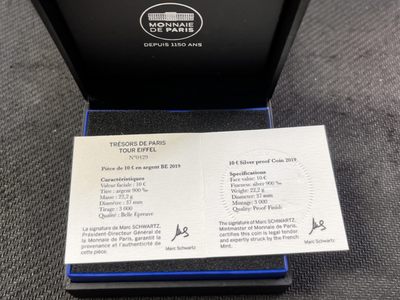 MONNAIE
DE PARIS
DEPUIS 1150 ANS
TRÉSORS DE PARIS
TOUR EIFFEL
Pièce de 10 € en argent BE 2019
Caractéristiques
Valeur faciale : 10 €
Titre : argent 900 ‰
Masse : 22,2 g
Diamètre : 37 mm
Tirage : 3 000
Qualité : Belle Épreuve
La signature de Marc SCHWARTZ,
Président-Directeur Général de
la Monnaie de Paris, garantit la
provenance et l'authenticité de
cette pièce.
Marc Schwartz
10 € Silver proof Coin 2019
Specifications
Face value: 10 €
Fineness: silver 900 ‰
Weight: 22,2 g
Diameter: 37 mm
Mintage: 3 000
Quality: Proof Finish
The signature of Marc SCHWARTZ,
Mintmaster of Monnaie de Paris,
certifies this coin is legal tender
and expertly struck by the French
Mint.
Marc Schwartz